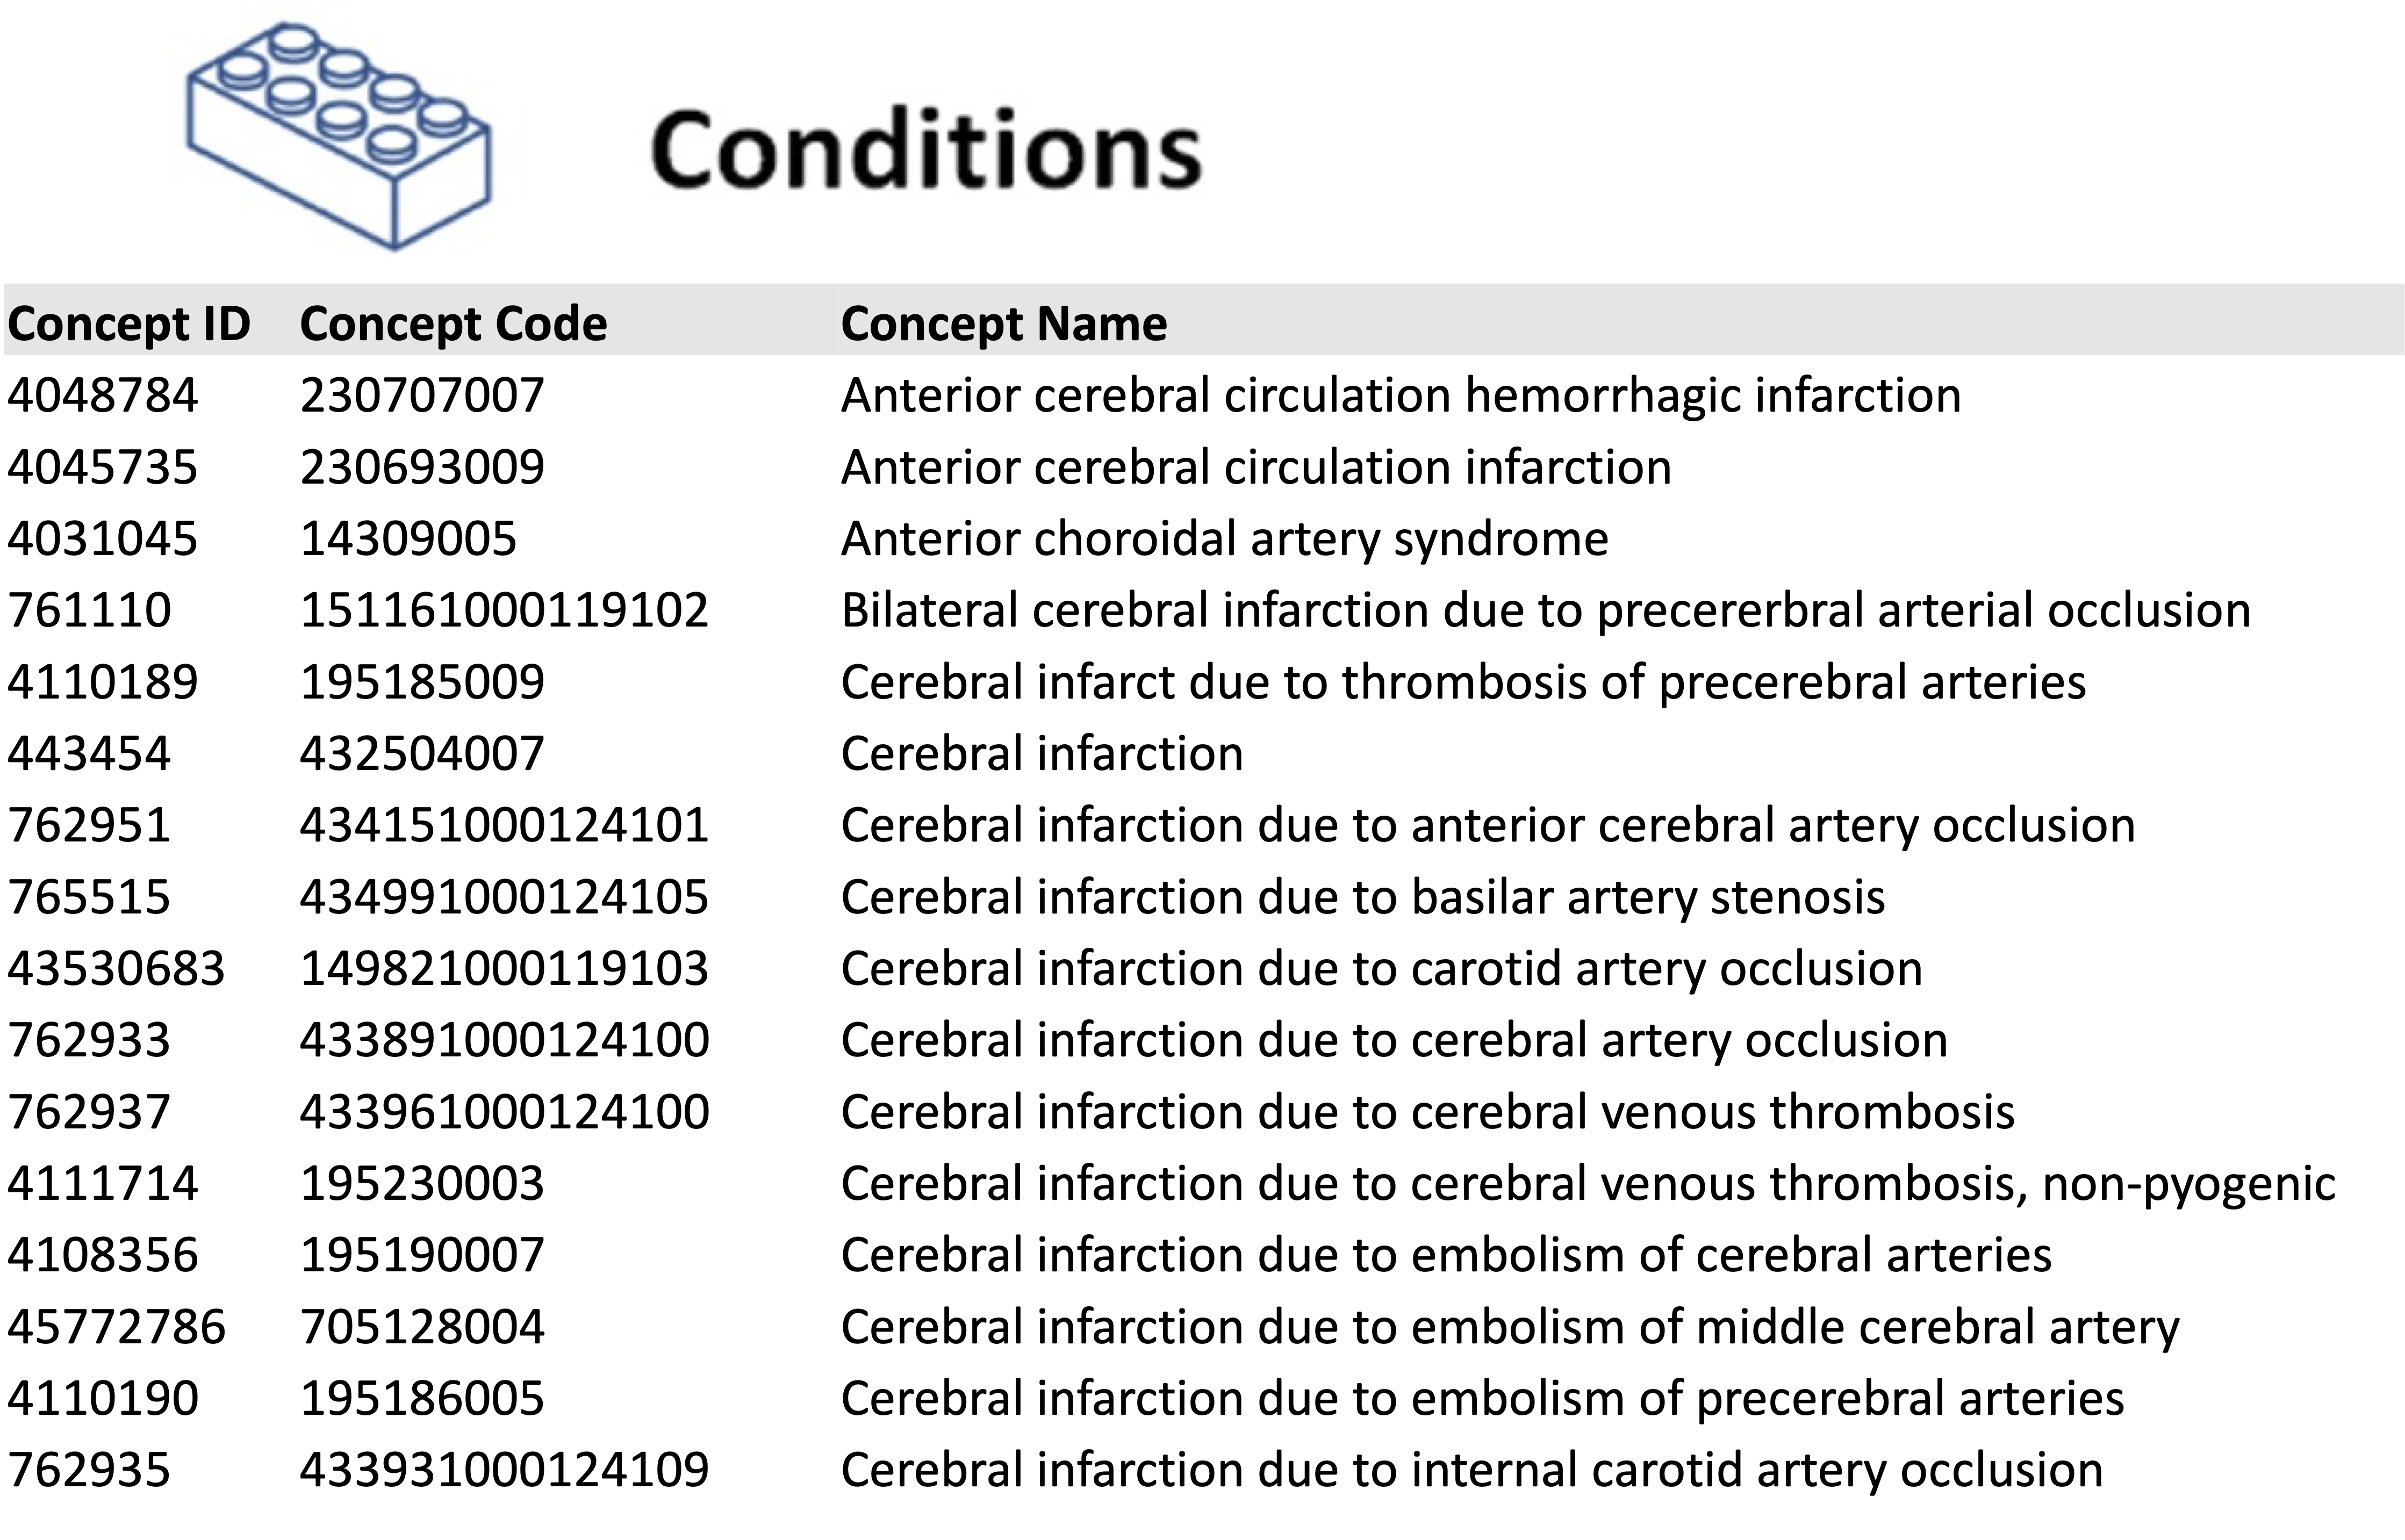 Conditions
Concept ID Concept Code Concept Name
4048784 230707007 Anterior cerebral circulation hemorrhagic infarction
4045735 230693009 Anterior cerebral circulation infarction
4031045 14309005 Anterior choroidal artery syndrome
761110 151161000119102 Bilateral cerebral infarction due to precererbral arterial occlusion
4110189 195185009 Cerebral infarct due to thrombosis of precerebral arteries
443454 432504007 Cerebral infarction
762951 434151000124101 Cerebral infarction due to anterior cerebral artery occlusion
765515 434991000124105 Cerebral infarction due to basilar artery stenosis
43530683 149821000119103 Cerebral infarction due to carotid artery occlusion
762933 433891000124100 Cerebral infarction due to cerebral artery occlusion
762937 433961000124100 Cerebral infarction due to cerebral venous thrombosis
4111714 195230003 Cerebral infarction due to cerebral venous thrombosis, non-pyogenic
4108356 195190007 Cerebral infarction due to embolism of cerebral arteries
45772786 705128004 Cerebral infarction due to embolism of middle cerebral artery
4110190 195186005 Cerebral infarction due to embolism of precerebral arteries
762935 433931000124109 Cerebral infarction due to internal carotid artery occlusion